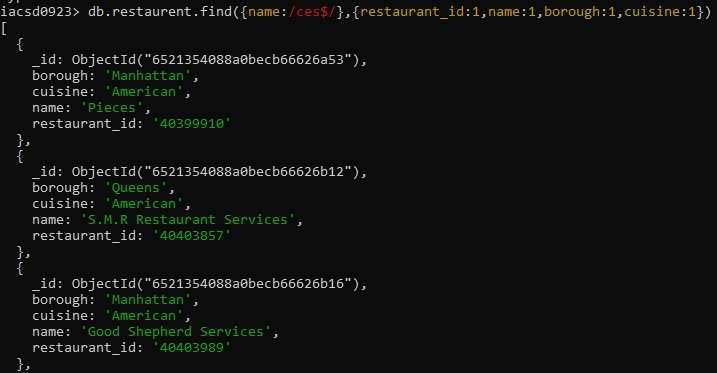 iacsd0923> db.restaurent.find({name:/ces$/},{restaurant_id:1,name:1,borough:1,cuisine:1})
[
  {
    _id: ObjectId("6521354088a0becb66626a53"),
    borough: 'Manhattan',
    cuisine: 'American',
    name: 'Pieces',
    restaurant_id: '40399910'
  },
  {
    _id: ObjectId("6521354088a0becb66626b12"),
    borough: 'Queens',
    cuisine: 'American',
    name: 'S.M.R Restaurant Services',
    restaurant_id: '40403857'
  },
  {
    _id: ObjectId("6521354088a0becb66626b16"),
    borough: 'Manhattan',
    cuisine: 'American',
    name: 'Good Shepherd Services',
    restaurant_id: '40403989'
  },